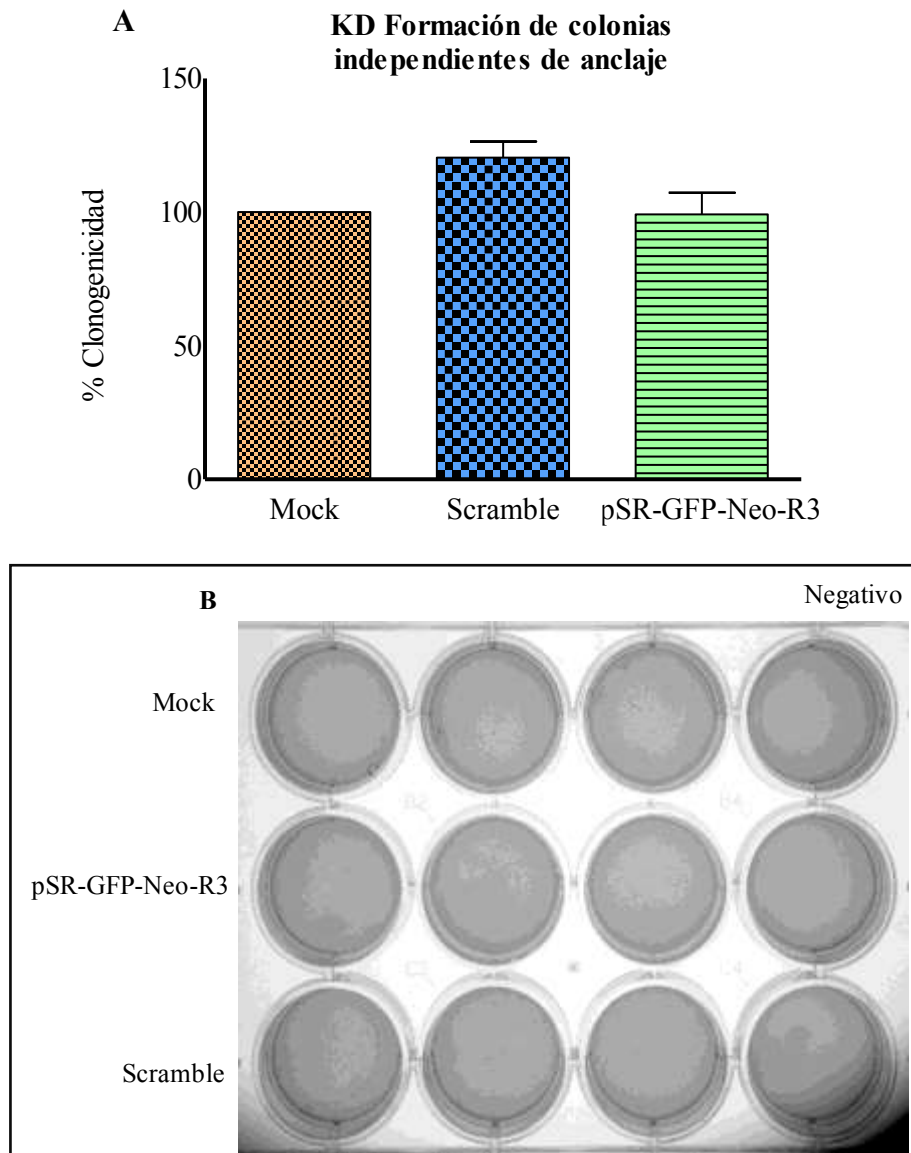 A
KD Formación de colonias
independientes de anclaje
150
100
50
0
% Clonogenicidad
Mock
Scramble
pSR-GFP-Neo-R3
B
Negativo
Mock
pSR-GFP-Neo-R3
Scramble